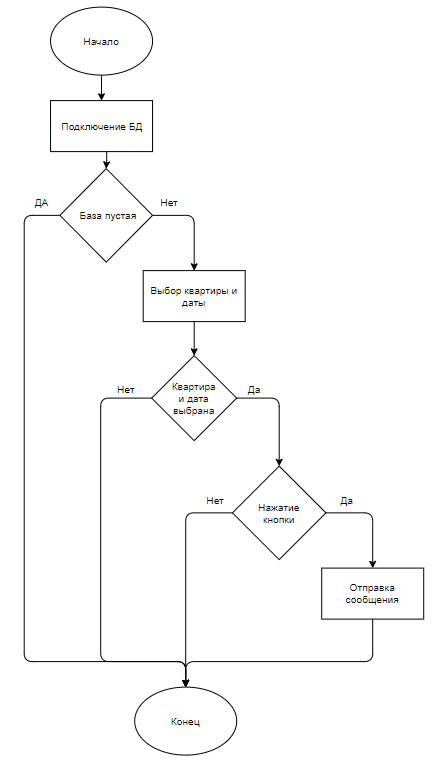 Начало
Подключение БД
База пустая
ДА
Нет
Выбор квартиры и
даты
Квартира
и дата
выбрана
Нет
Да
Нажатие
кнопки
Нет
Да
Отправка
сообщения
Конец